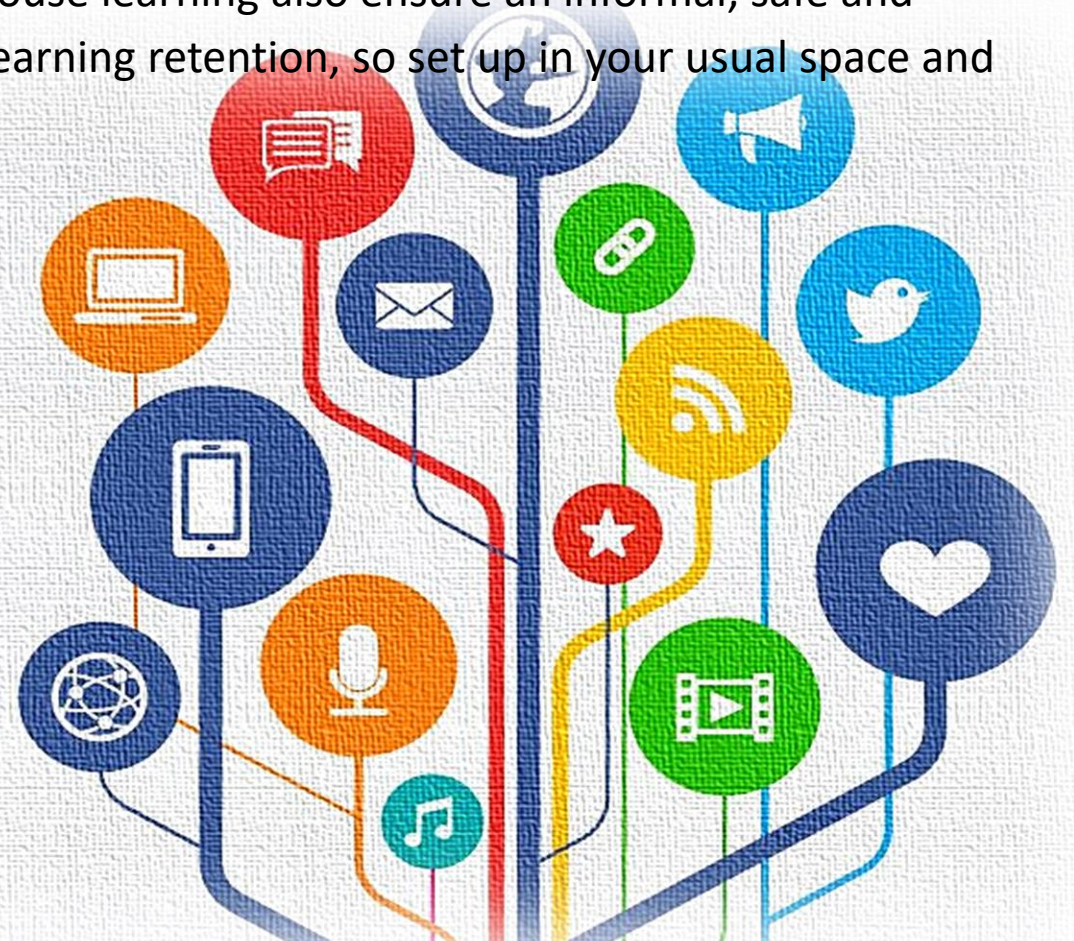 ouse learning also ensure an informal, safe and
earning retention, so set up in your usual space and